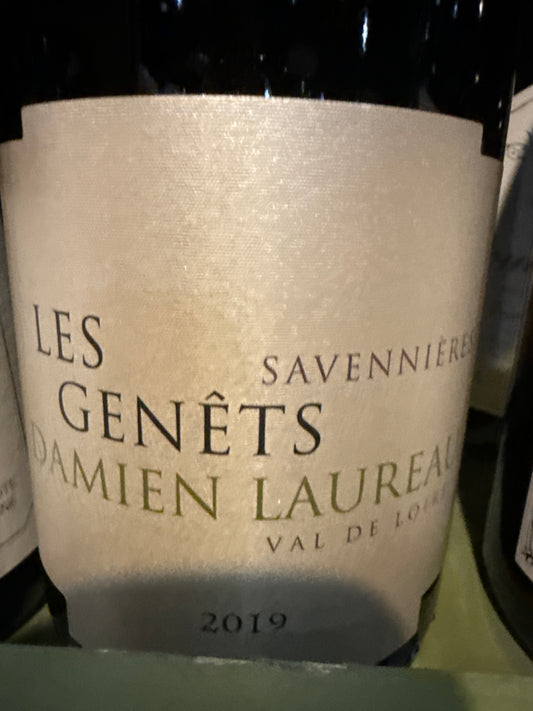 LES
SAVENNIÈRES
GENÊTS
DAMIEN LAUREAU
VAL DE LOIRE
2019